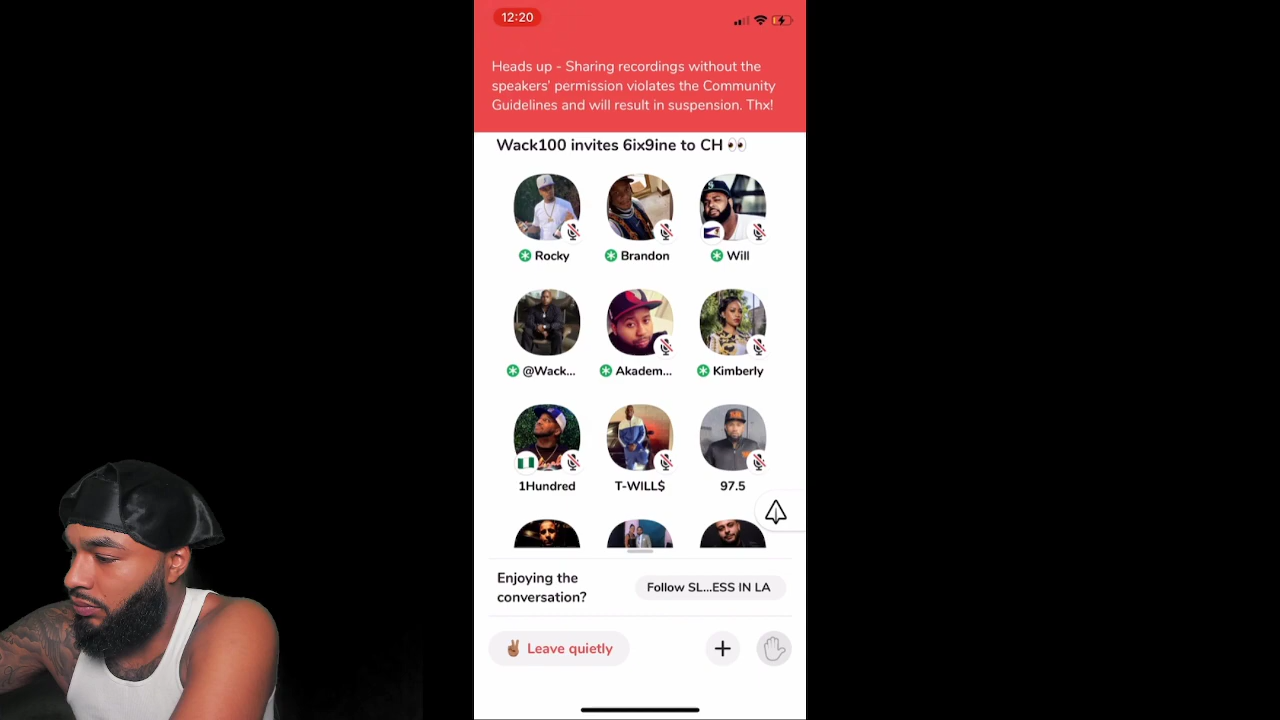 12:20
Heads up - Sharing recordings without the
speakers' permission violates the Community
Guidelines and will result in suspension. Thx!
Wack100 invites 6ix9ine to CH 👀
Rocky
Brandon
Will
@Wack...
Akadem...
Kimberly
1Hundred
T-WILL$
97.5
Enjoying the
conversation?
Follow SL...ESS IN LA
✌🏽 Leave quietly